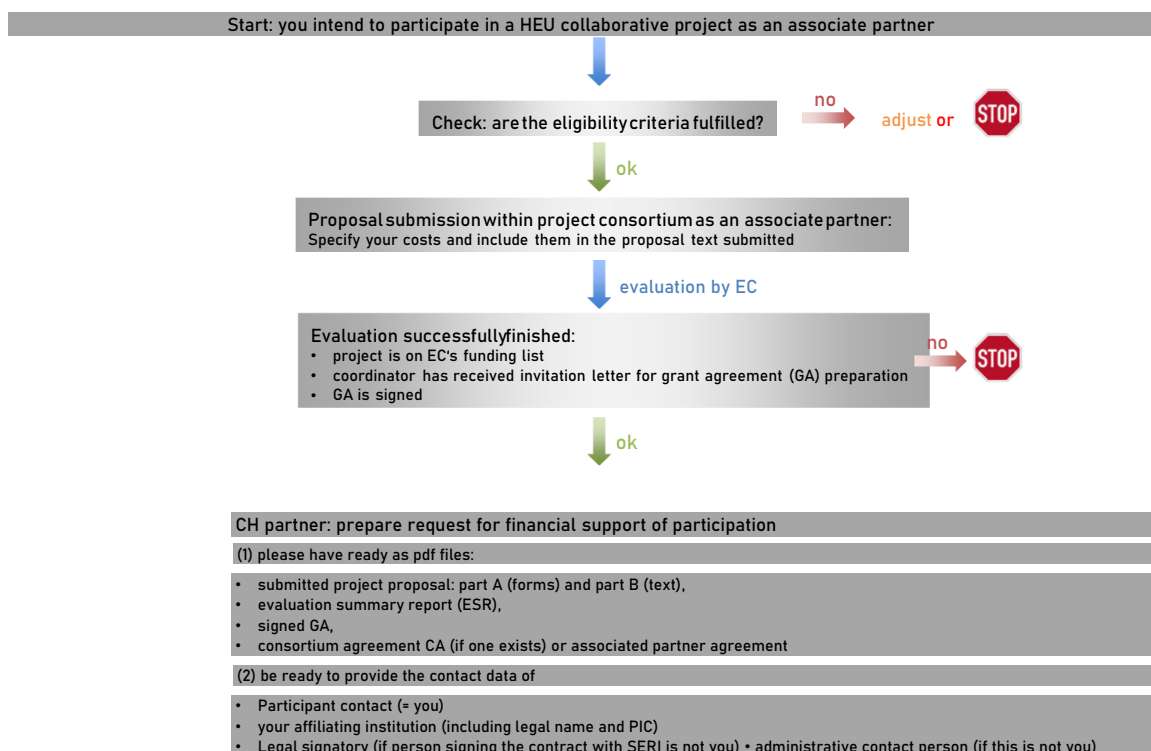 Start: you intend to participate in a HEU collaborative project as an associate partner
Check: are the eligibility criteria fulfilled?
no
adjust or
STOP
ok
Proposal submission within project consortium as an associate partner:
Specify your costs and include them in the proposal text submitted
evaluation by EC
Evaluation successfully finished:
• project is on EC's funding list
• coordinator has received invitation letter for grant agreement (GA) preparation
• GA is signed
no
STOP
ok
CH partner: prepare request for financial support of participation
(1) please have ready as pdf files:
• submitted project proposal: part A (forms) and part B (text),
• evaluation summary report (ESR),
• signed GA,
• consortium agreement CA (if one exists) or associated partner agreement
(2) be ready to provide the contact data of
• Participant contact (= you)
• your affiliating institution (including legal name and PIC)
• Legal signatory (if person signing the contract with SERI is not you) • administrative contact person (if this is not you)